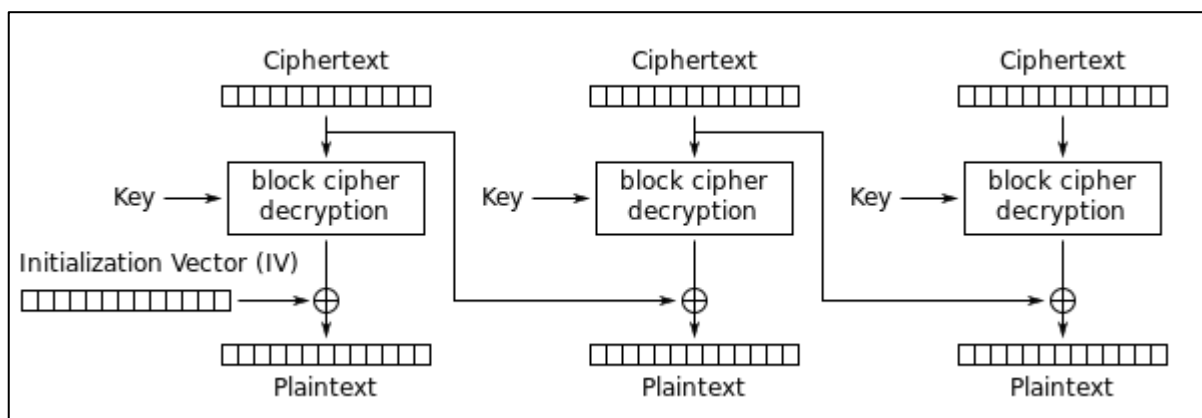 Ciphertext
Ciphertext
Ciphertext
block cipher
decryption
block cipher
decryption
block cipher
decryption
Key
Key
Key
Initialization Vector (IV)
Plaintext
Plaintext
Plaintext